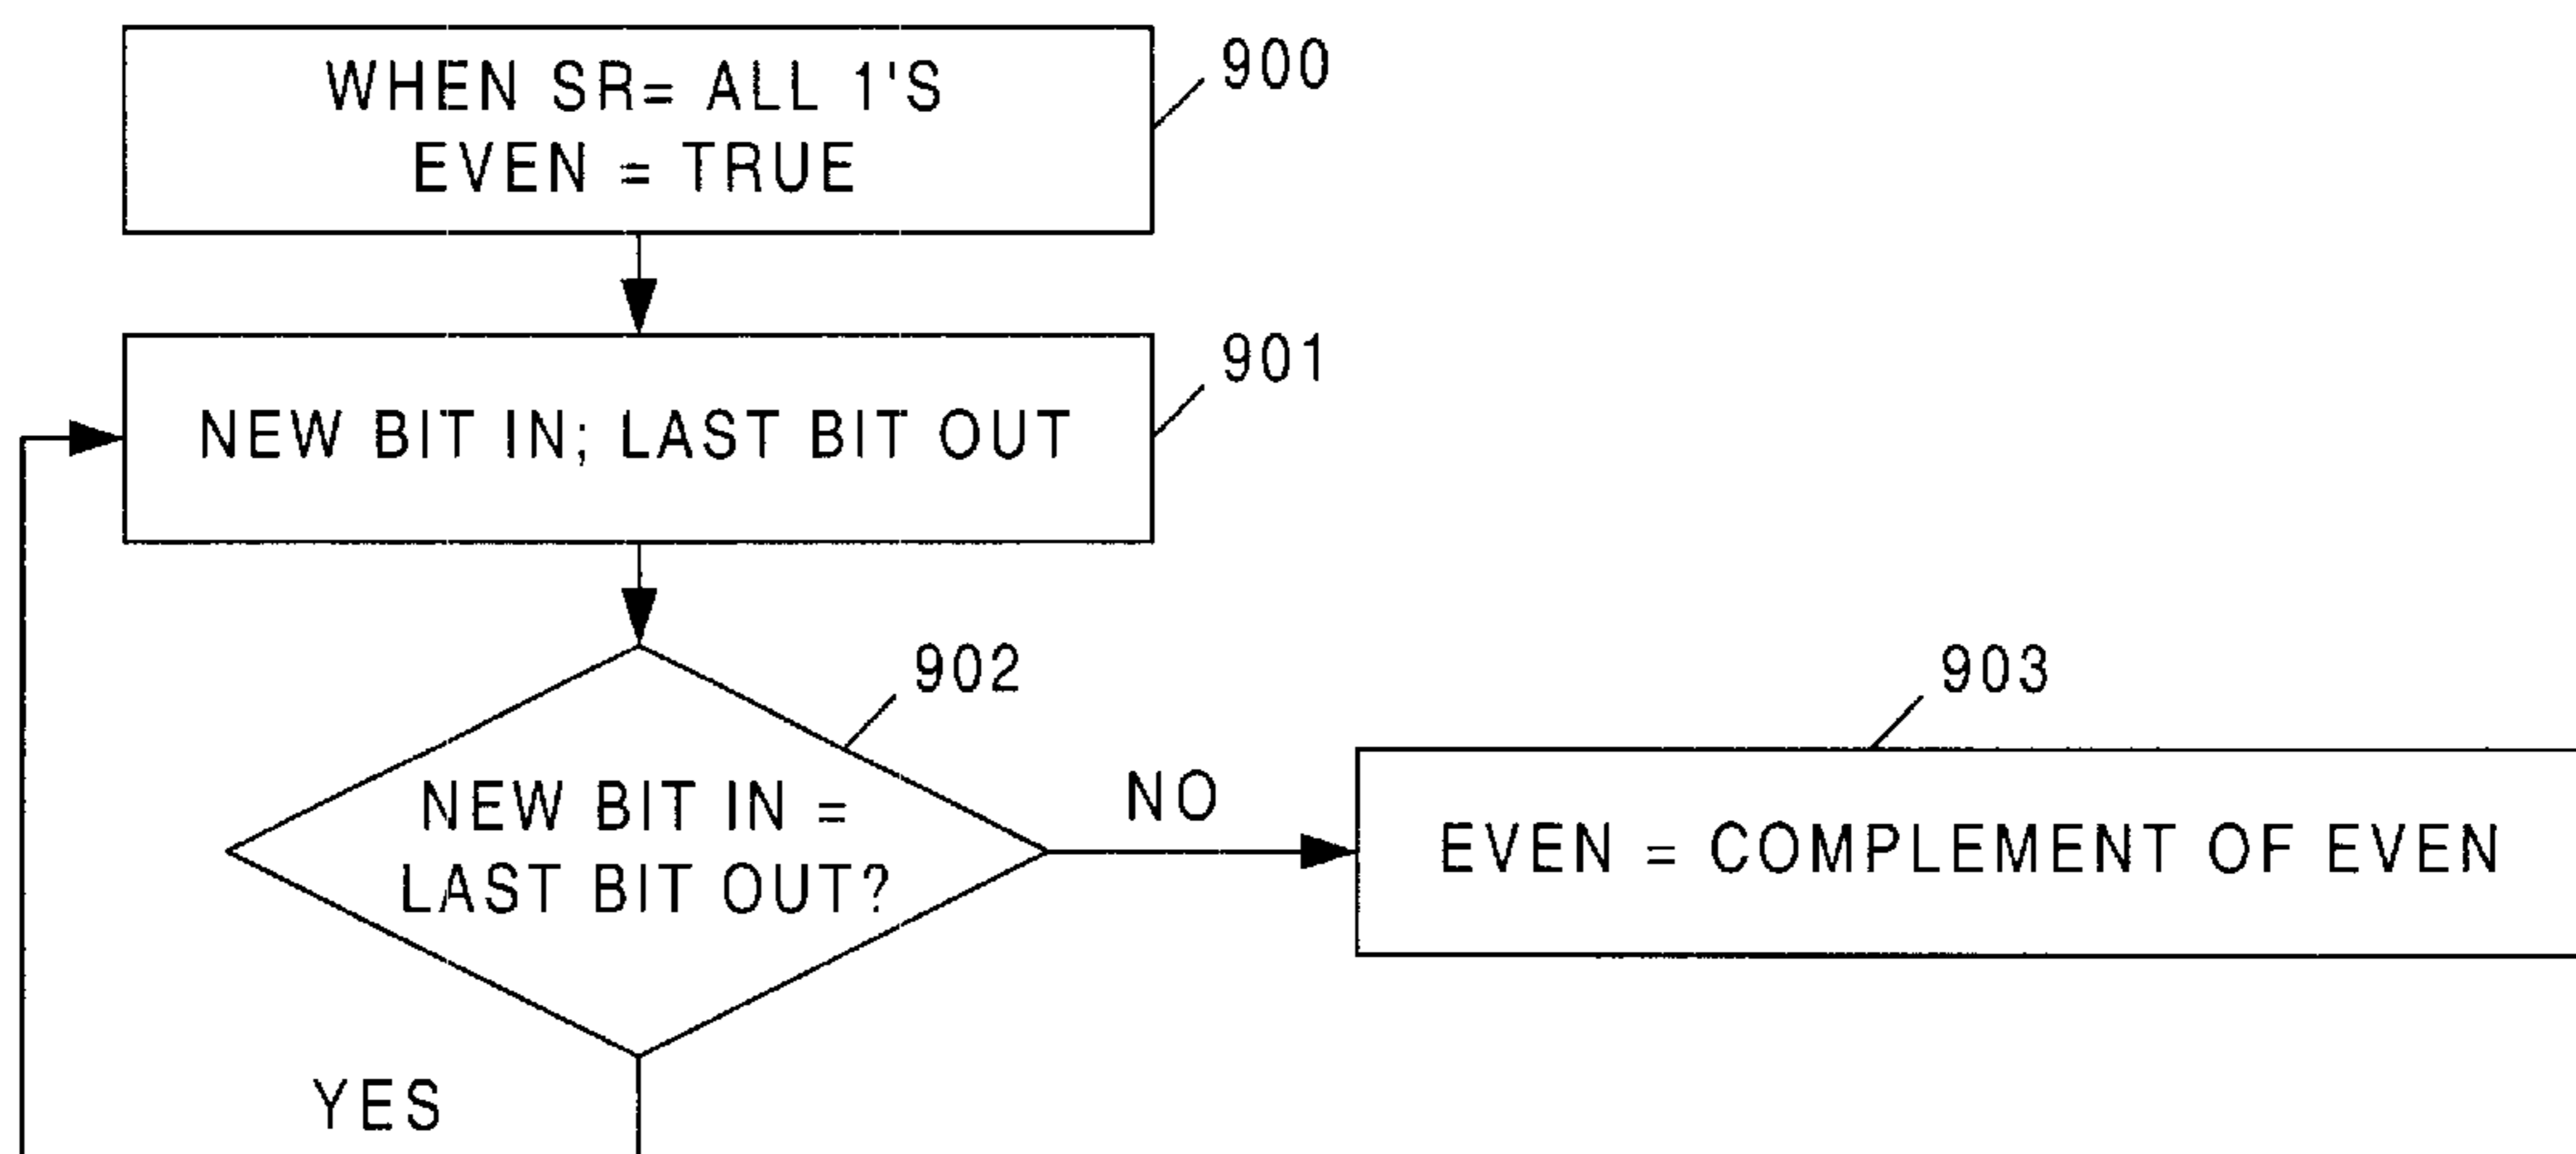 WHEN SR= ALL 1'S
EVEN = TRUE
900
NEW BIT IN; LAST BIT OUT
901
902
NEW BIT IN =
LAST BIT OUT?
NO
903
EVEN = COMPLEMENT OF EVEN
YES